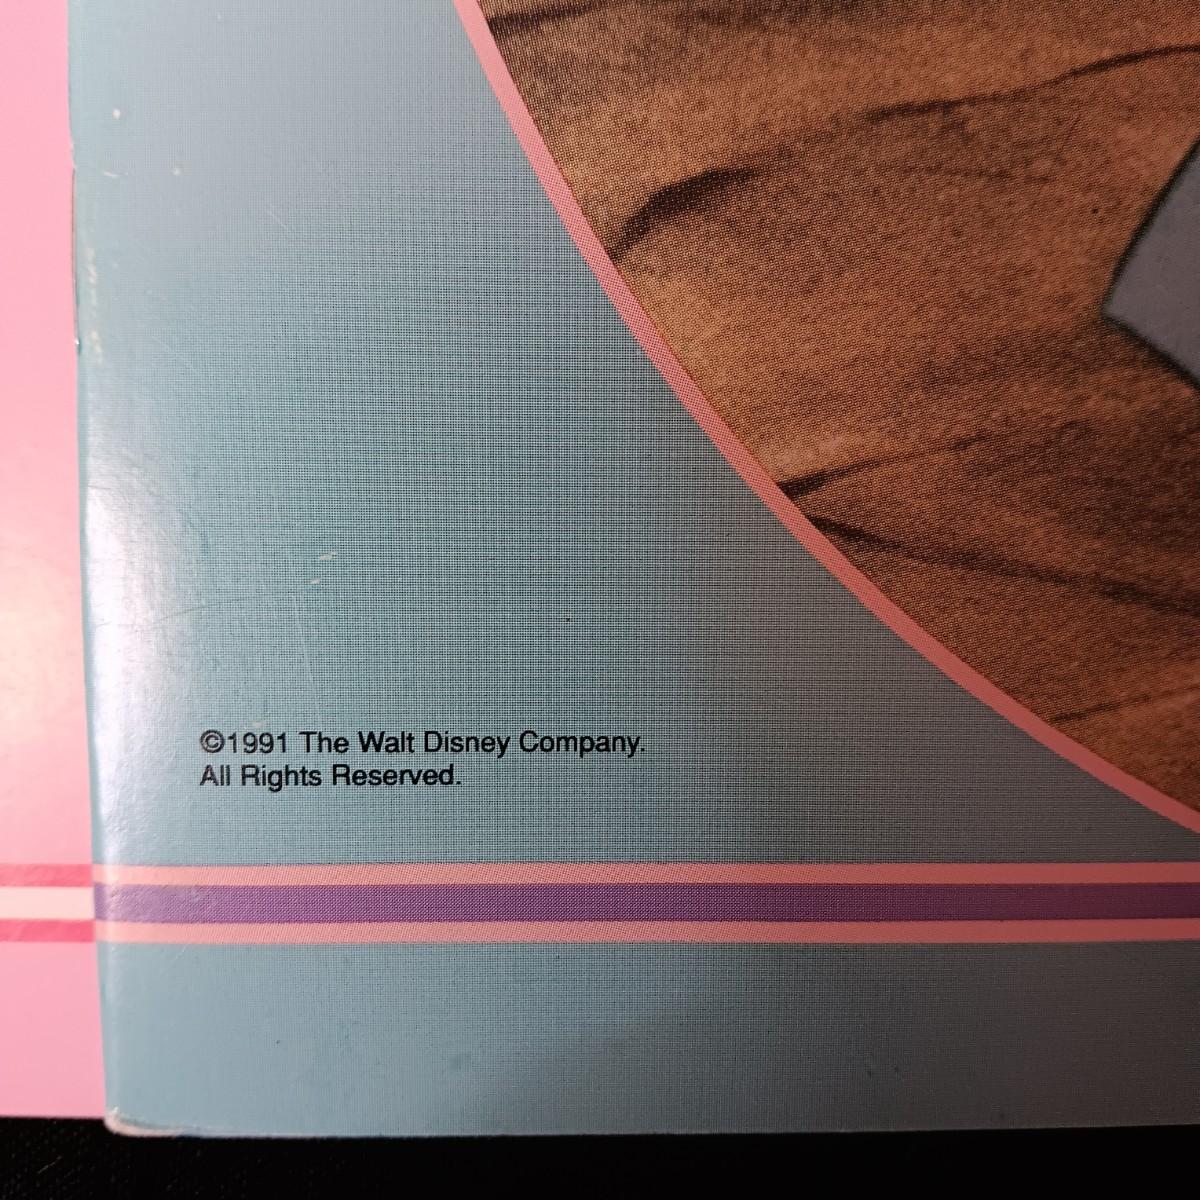 ©1991 The Walt Disney Company.
All Rights Reserved.